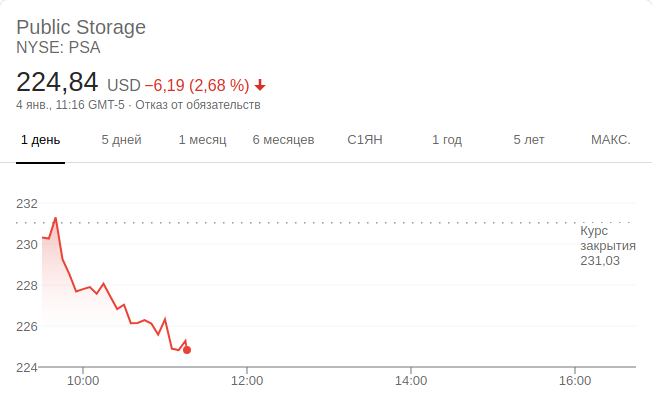 Public Storage
NYSE: PSA
224,84 USD −6,19 (2,68 %)
4 янв., 11:16 GMT-5 · Отказ от обязательств
1 день 5 дней 1 месяц 6 месяцев С1ЯН 1 год 5 лет МАКС.
232
230
228
226
224
Курс
закрытия
231,03
10:00 12:00 14:00 16:00